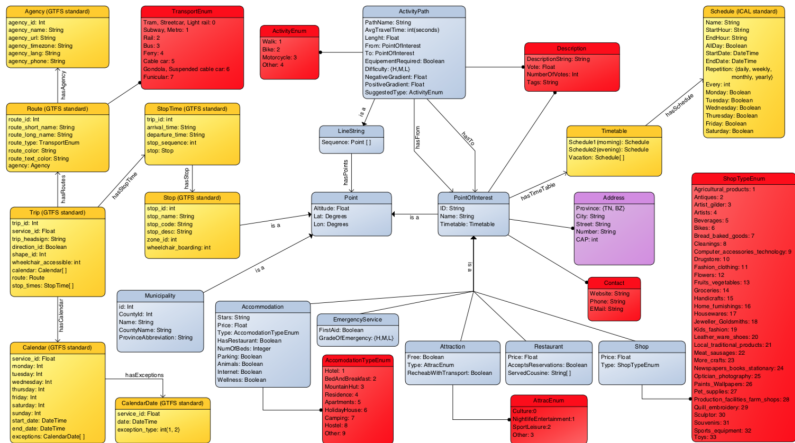 Agency (GTFS standard)
agency_id: Int
agency_name: String
agency_url: String
agency_timezone: String
agency_lang: String
agency_phone: String
TransportEnum
Tram, Streetcar, Light rail: 0
Subway, Metro: 1
Rail: 2
Bus: 3
Ferry: 4
Cable car: 5
Gondola, Suspended cable car: 6
Funicular: 7
ActivityEnum
Walk: 1
Bike: 2
Motorcycle: 3
Other: 4
ActivityPath
PathName: String
AvgTravelTime: int(seconds)
Lenght: Float
From: PointOfInterest
To: PointOfInterest
EquipementRequired: Boolean
Difficulty: {H,M,L}
NegativeGradient: Float
PositiveGradient: Float
SuggestedType: ActivityEnum
Description
DescriptionString: String
Vote: Float
NumberOfVotes: Int
Tags: String
Schedule (ICAL standard)
Name: String
StartHour: String
EndHour: String
AllDay: Boolean
StartDate: DateTime
EndDate: DateTime
Repetition: {daily, weekly,
monthly, yearly}
Every: int
Monday: Boolean
Tuesday: Boolean
Wednesday: Boolean
Thursday: Boolean
Friday: Boolean
Saturday: Boolean
hasAgency
Route (GTFS standard)
route_id: Int
route_short_name: String
route_long_name: String
route_type: TransportEnum
route_color: String
route_text_color: String
agency: Agency
StopTime (GTFS standard)
trip_id: int
arrival_time: String
departure_time: String
stop_sequence: int
stop: Stop
is a
LineString
Sequence: Point [ ]
hasFrom
hasTo
Timetable
Schedule1(morning): Schedule
Schedule2(evening): Schedule
Vacation: Schedule[ ]
hasSchedule
hasRoutes
hasStopTime
hasStop
hasPoints
hasTimeTable
Trip (GTFS standard)
trip_id: int
service_id: Float
trip_headsign: String
direction_id: Boolean
shape_id: Int
wheelchair_accessible: int
calendar: Calendar[ ]
route: Route
stop_times: StopTime[ ]
Stop (GTFS standard)
stop_id: int
stop_name: String
stop_code: String
stop_desc: String
zone_id: int
wheelchair_boarding: int
is a
Point
Altitude: Float
Lat: Degrees
Lon: Degrees
is a
PointOfInterest
ID: String
Name: String
Timetable: Timetable
Address
Province: {TN, BZ}
City: String
Street: String
Number: String
CAP: int
ShopTypeEnum
Agricultural_products: 1
Antiques: 2
Artist_gilder: 3
Artists: 4
Beverages: 5
Bikes: 6
Bread_baked_goods: 7
Cleanings: 8
Computer_accessories_technology: 9
Drugstore: 10
Fashion_clothing: 11
Flowers: 12
Fruits_vegetables: 13
Groceries: 14
Handicrafts: 15
Home_furnishings: 16
Housewares: 17
Jeweller_Goldsmiths: 18
Kids_fashion: 19
Leather_ware_shoes: 20
Local_traditional_products: 21
Meat_sausages: 22
More_crafts: 23
Newspapers_books_stationery: 24
Optician_photography: 25
Paints_Wallpapers: 26
Pet_supplies: 27
Production_facilities_farm_shops: 28
Quill_embroidery: 29
Sculptor: 30
Souvenirs: 31
Sports_equipment: 32
Toys: 33
is a
is a
Contact
Website: String
Phone: String
EMail: String
Municipality
id: Int
CountyId: Int
Name: String
CountyName: String
ProvinceAbbreviation: String
Accommodation
Stars: String
Price: Float
Type: AccomodationTypeEnum
HasRestaurant: Boolean
NumOfBeds: Integer
Parking: Boolean
Animals: Boolean
Internet: Boolean
Wellness: Boolean
EmergencyService
FirstAid: Boolean
GradeOfEmergency: {H,M,L}
hasCalendar
Calendar (GTFS standard)
service_id: Float
monday: Int
tuesday: Int
wednesday: Int
thursday: Int
friday: Int
saturday: Int
sunday: Int
start_date: DateTime
end_date: DateTime
exceptions: CalendarDate[ ]
hasExceptions
CalendarDate (GTFS standard)
service_id: Float
date: DateTime
exception_type: int{1, 2}
AccomodationTypeEnum
Hotel: 1
BedAndBreakfast: 2
MountainHut: 3
Residence: 4
Apartments: 5
HolidayHouse: 6
Camping: 7
Hostel: 8
Other: 9
Attraction
Free: Boolean
Type: AttracEnum
RecheableWithTransport: Boolean
Restaurant
Price: Float
AcceptsReservations: Boolean
ServedCousine: String[ ]
Shop
Price: Float
Type: ShopTypeEnum
AttracEnum
Culture:0
NightlifeEntertainment:1
SportLeisure:2
Other: 3